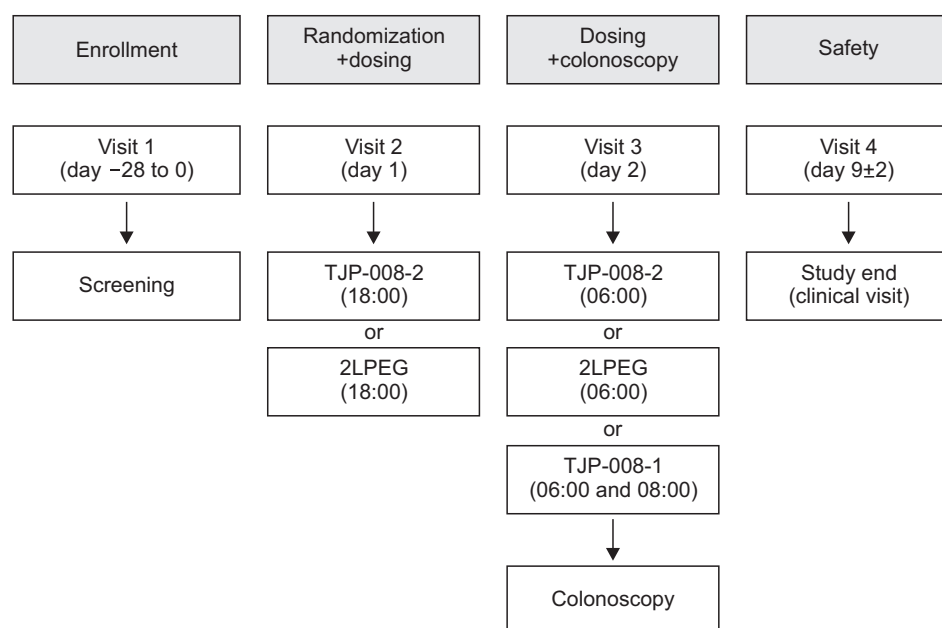 Enrollment
Randomization
+dosing
Dosing
+colonoscopy
Safety
Visit 1
(day −28 to 0)
Visit 2
(day 1)
Visit 3
(day 2)
Visit 4
(day 9±2)
Screening
TJP-008-2
(18:00)
TJP-008-2
(06:00)
Study end
(clinical visit)
or
or
2LPEG
(18:00)
2LPEG
(06:00)
or
TJP-008-1
(06:00 and 08:00)
Colonoscopy